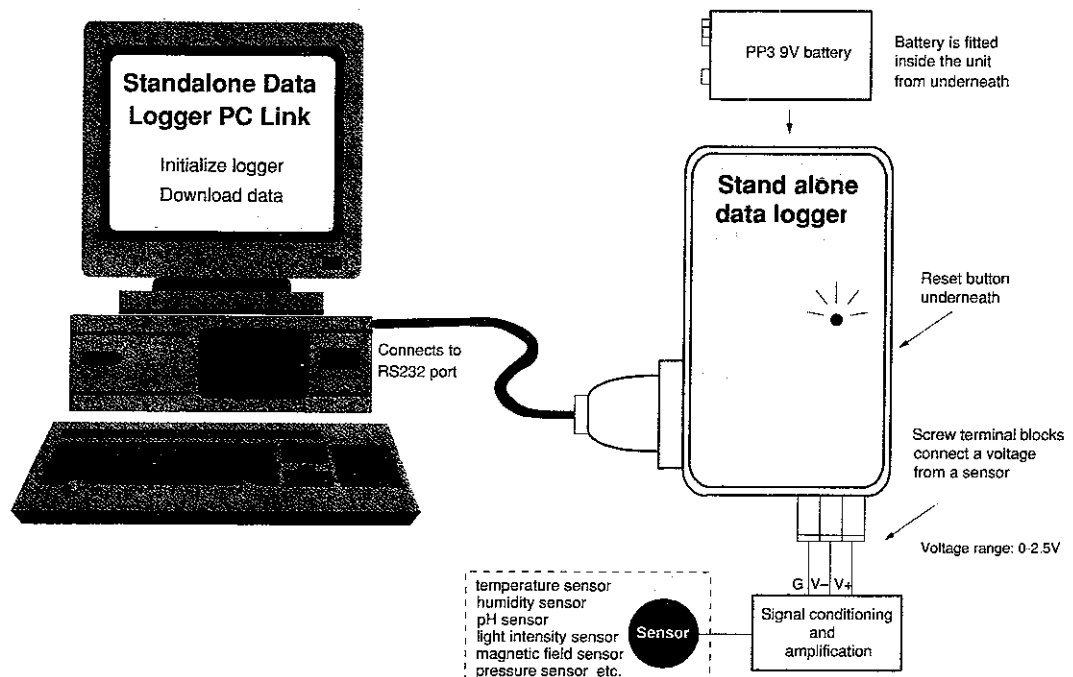 Standalone Data
Logger PC Link
Initialize logger
Download data
Connects to
RS232 port
PP3 9V battery
Battery is fitted
inside the unit
from underneath
Stand alone
data logger
Reset button
underneath
Screw terminal blocks
connect a voltage
from a sensor
Voltage range: 0-2.5V
G V– V+
Signal conditioning
and
amplification
temperature sensor
humidity sensor
pH sensor
light intensity sensor
magnetic field sensor
pressure sensor etc.
Sensor